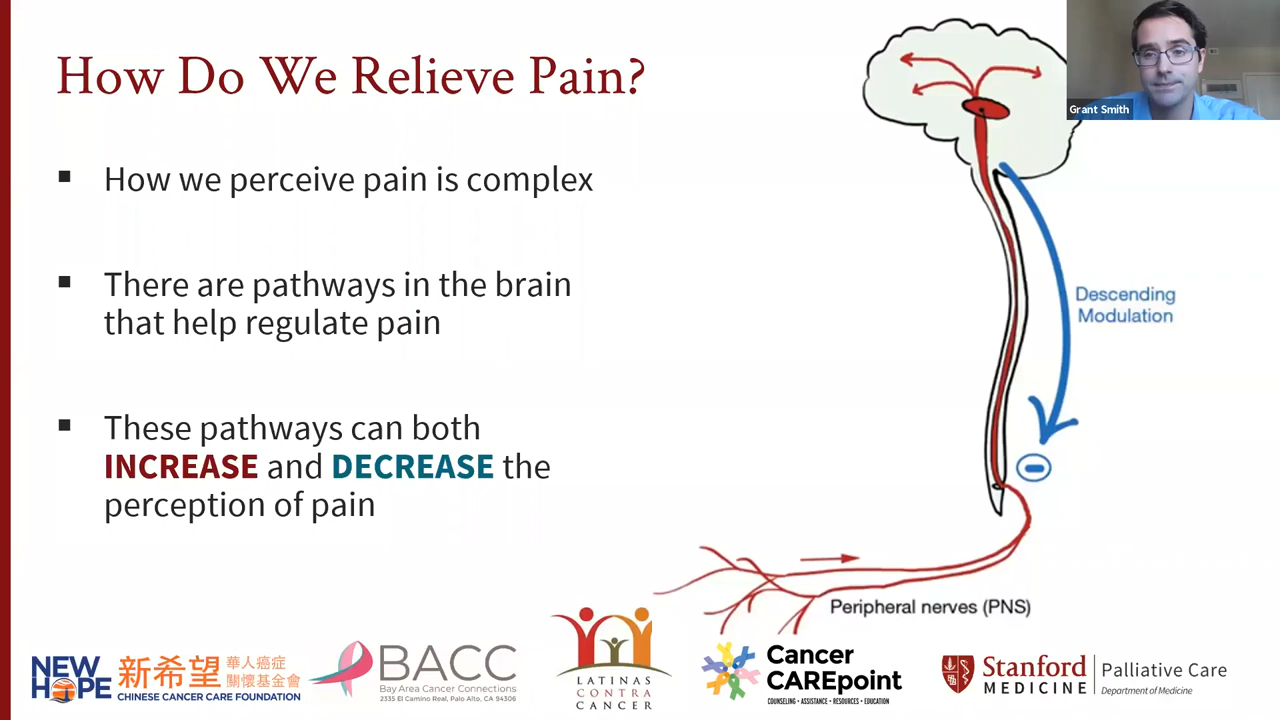 How Do We Relieve Pain?
Grant Smith
▪ How we perceive pain is complex
▪ There are pathways in the brain
that help regulate pain
▪ These pathways can both
INCREASE and DECREASE the
perception of pain
Descending
Modulation
Peripheral nerves (PNS)
NEW
HOPE
新希望
華人癌症
關懷基金會
CHINESE CANCER CARE FOUNDATION
BACC
Bay Area Cancer Connections
2335 El Camino Real, Palo Alto, CA 94306
LATINAS
CONTRA
CANCER
Cancer
CAREpoint
COUNSELING • ASSISTANCE • RESOURCES • EDUCATION
Stanford
MEDICINE
Palliative Care
Department of Medicine